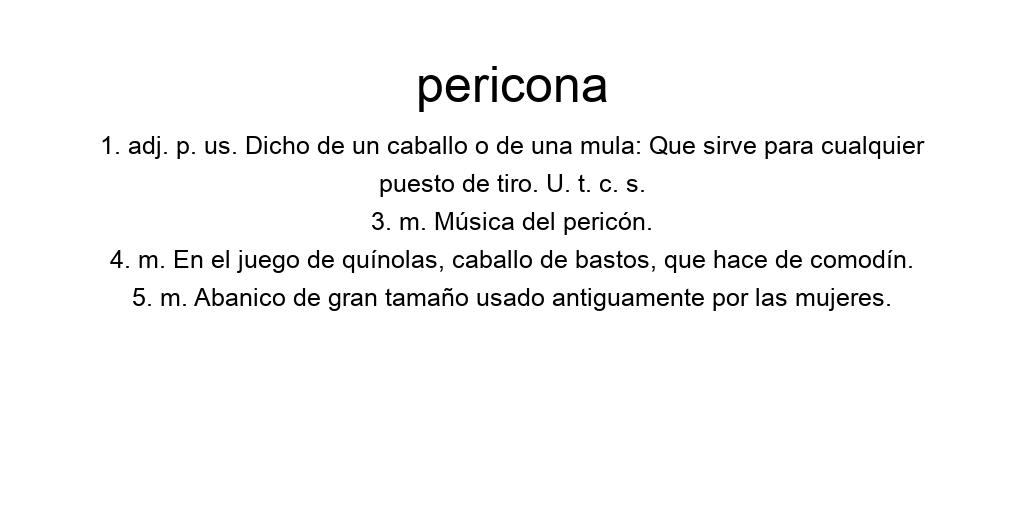 pericona
1. adj. p. us. Dicho de un caballo o de una mula: Que sirve para cualquier
puesto de tiro. U. t. c. s.
3. m. Música del pericón.
4. m. En el juego de quínolas, caballo de bastos, que hace de comodín.
5. m. Abanico de gran tamaño usado antiguamente por las mujeres.